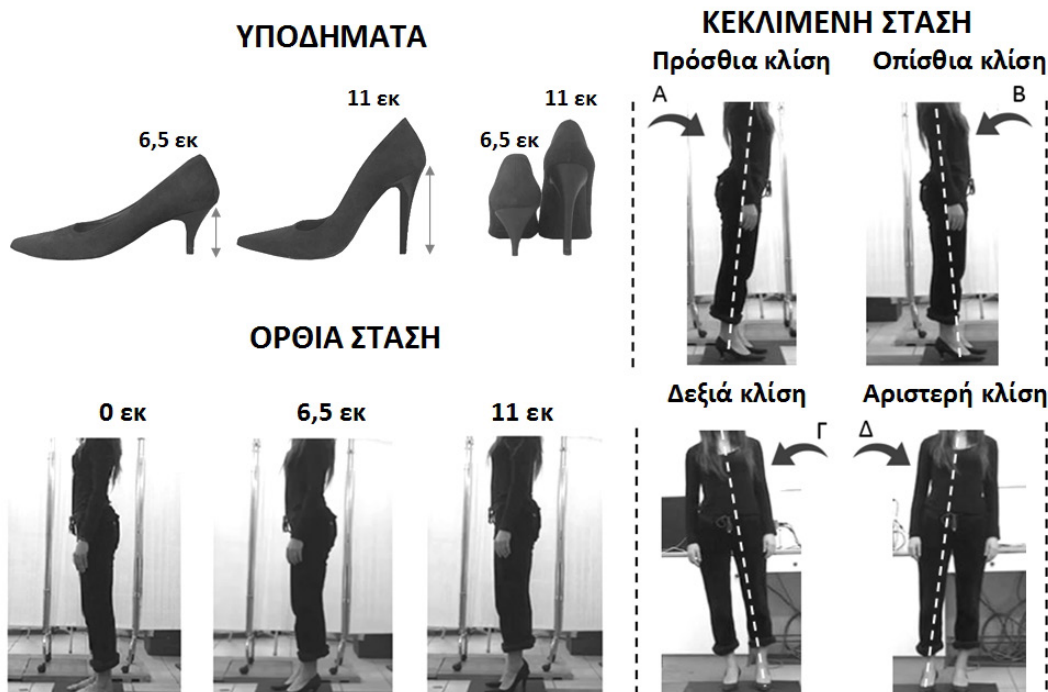 ΥΠΟΔΗΜΑΤΑ
6,5 εκ
11 εκ
6,5 εκ
11 εκ
ΟΡΘΙΑ ΣΤΑΣΗ
0 εκ
6,5 εκ
11 εκ
ΚΕΚΛΙΜΕΝΗ ΣΤΑΣΗ
Πρόσθια κλίση
Οπίσθια κλίση
Α
Β
Δεξιά κλίση
Αριστερή κλίση
Γ
Δ